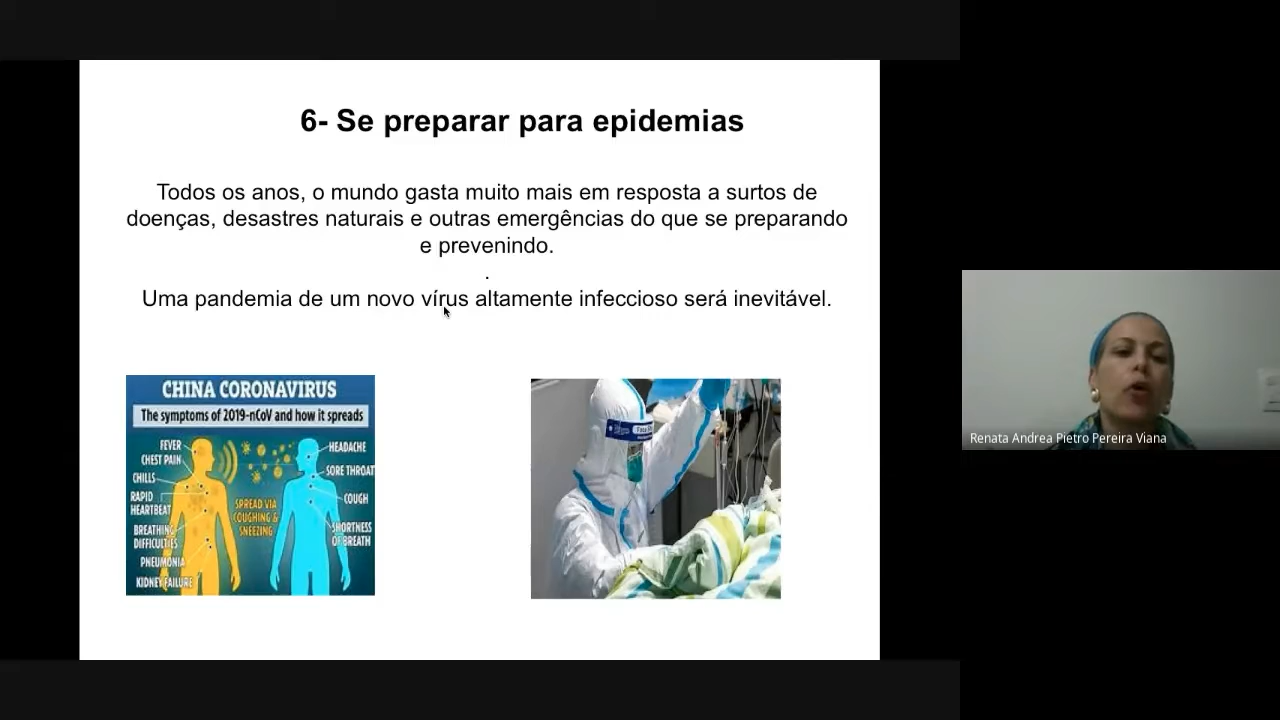 6- Se preparar para epidemias
Todos os anos, o mundo gasta muito mais em resposta a surtos de
doenças, desastres naturais e outras emergências do que se preparando
e prevenindo.
.
Uma pandemia de um novo vírus altamente infeccioso será inevitável.
CHINA CORONAVIRUS
The symptoms of 2019-nCoV and how it spreads
FEVER
CHEST PAIN
CHILLS
RAPID
HEARTBEAT
BREATHING
DIFFICULTIES
PNEUMONIA
KIDNEY FAILURE
SPREAD VIA
COUGHING &
SNEEZING
HEADACHE
SORE THROAT
COUGH
SHORTNESS
OF BREATH
Renata Andrea Pietro Pereira Viana